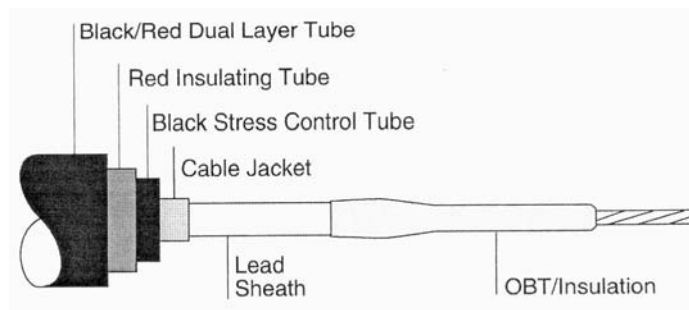 Black/Red Dual Layer Tube
Red Insulating Tube
Black Stress Control Tube
Cable Jacket
Lead
Sheath
OBT/Insulation